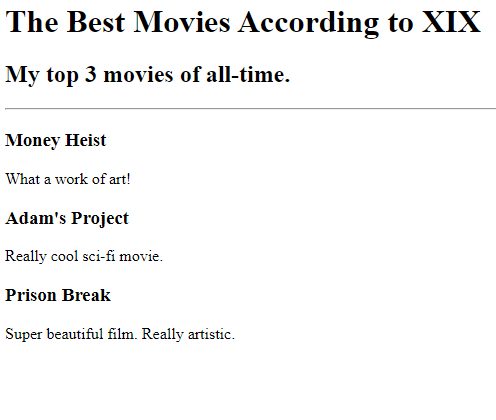 The Best Movies According to XIX
My top 3 movies of all-time.
Money Heist
What a work of art!
Adam's Project
Really cool sci-fi movie.
Prison Break
Super beautiful film. Really artistic.